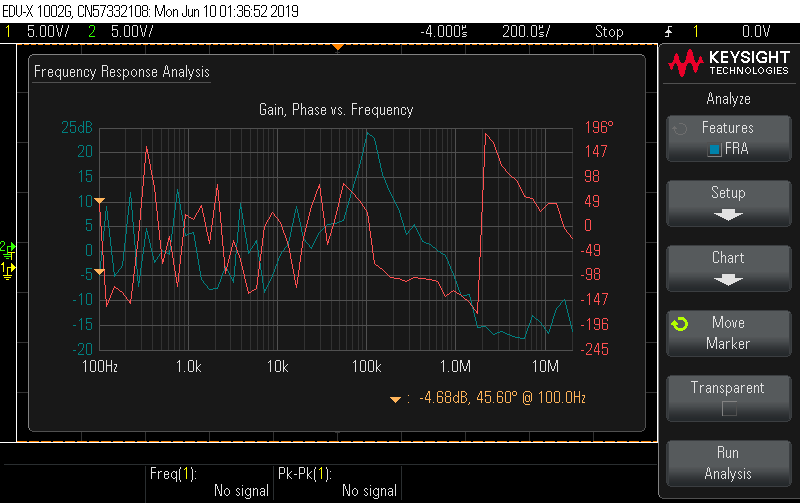 EDU-X 1002G, CN57332108: Mon Jun 10 01:36:52 2019
1 5.00V/ 2 5.00V/ -4.000s 200.0s/ Stop 1 0.0V
KEYSIGHT
TECHNOLOGIES
Frequency Response Analysis
Analyze
Gain, Phase vs. Frequency
Features
FRA
25dB 196°
20 147
15 98
10 49
5 0
0 -49
-5 -98
-10 -147
-15 -196
-20 -245
100Hz 1.0k 10k 100k 1.0M 10M
2
1
Setup
Chart
Move
Marker
: -4.68dB, 45.60° @ 100.0Hz
Transparent
Run
Analysis
Freq(1): Pk-Pk(1):
No signal No signal